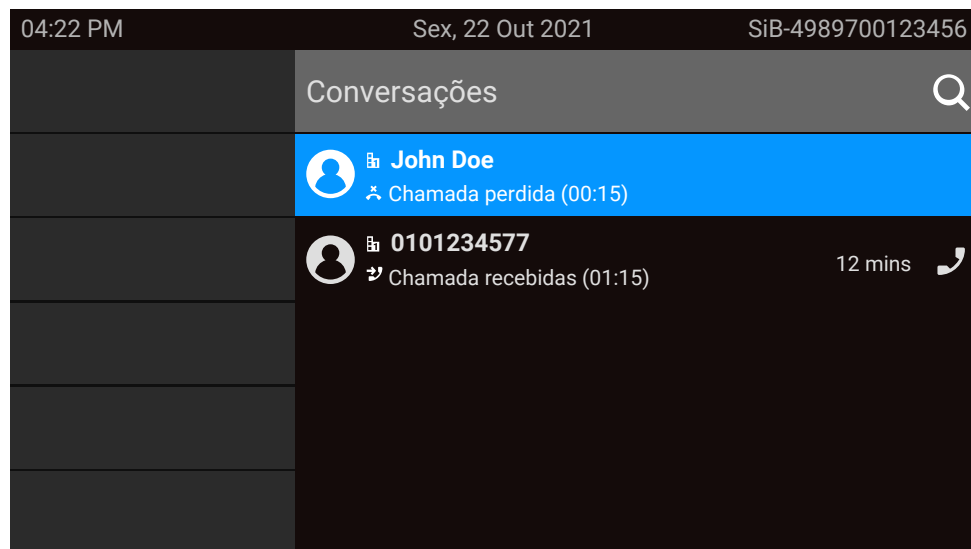 04:22 PM Sex, 22 Out 2021 SiB-4989700123456
Conversações
John Doe
Chamada perdida (00:15)
0101234577
Chamada recebidas (01:15) 12 mins